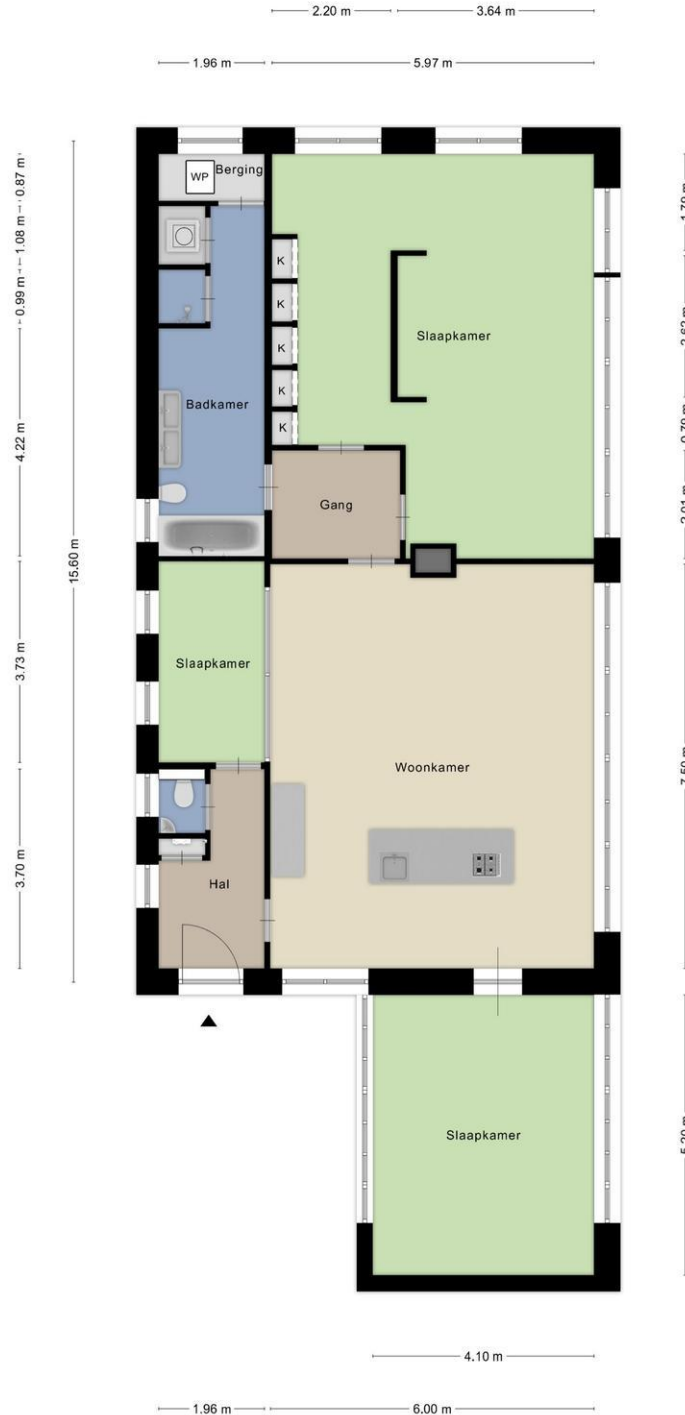 2.20 m
3.64 m
1.96 m
5.97 m
Berging
WP
0.87 m
1.08 m
0.99 m
K
K
K
K
K
Slaapkamer
Badkamer
4.22 m
Gang
15.60 m
Slaapkamer
3.73 m
Woonkamer
Hal
3.70 m
Slaapkamer
4.10 m
1.96 m
6.00 m